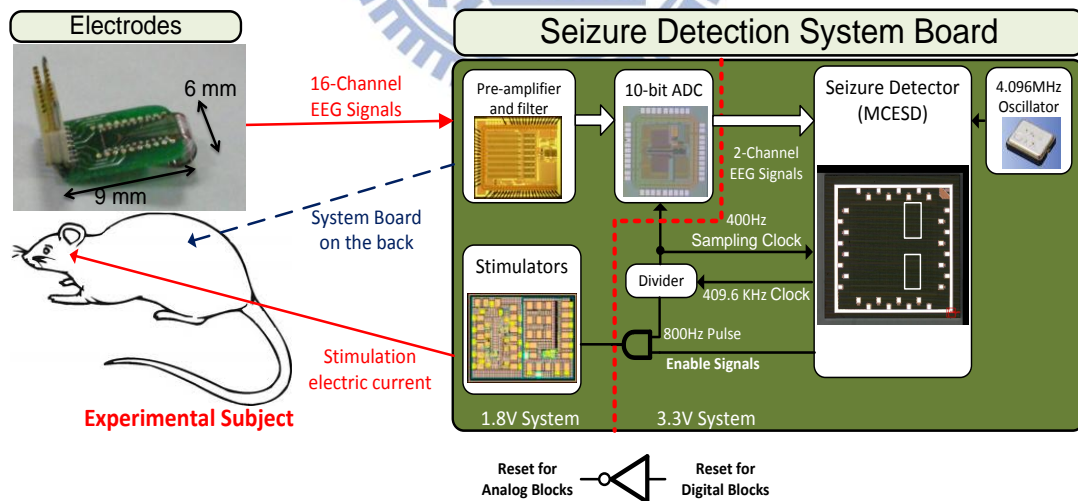 Electrodes
Seizure Detection System Board
6 mm
9 mm
16-Channel
EEG Signals
System Board
on the back
Stimulation
electric current
Experimental Subject
Pre-amplifier
and filter
10-bit ADC
Seizure Detector
(MCESD)
4.096MHz
Oscillator
2-Channel
EEG Signals
400Hz
Sampling Clock
Stimulators
Divider
409.6 KHz Clock
800Hz Pulse
Enable Signals
1.8V System
3.3V System
Reset for
Analog Blocks
Reset for
Digital Blocks